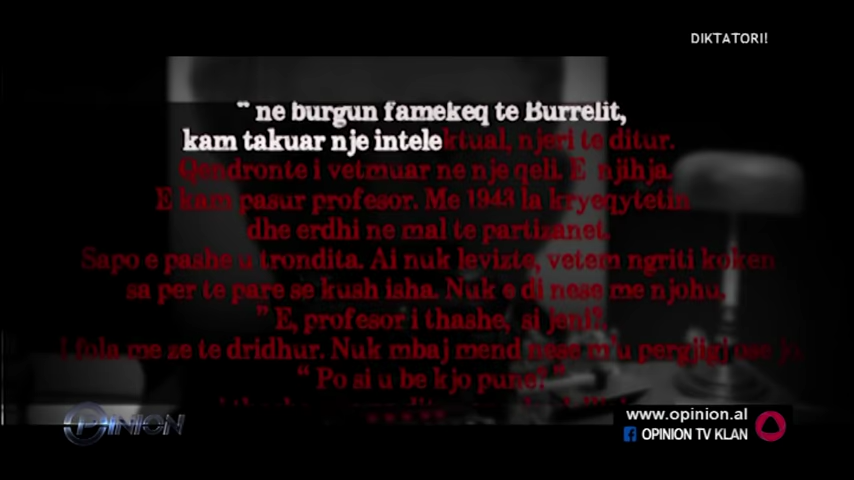 DIKTATORI!
" ne burgun famekeq te Burrelit,
kam takuar nje intelektual, njeri te ditur.
Qendronte i vetmuar ne nje qeli. E njihja.
E kam pasur profesor. Me 1943 la kryeqytetin
dhe erdhi ne mal te partizanet.
Sapo e pashe u trondita. Ai nuk levizte, vetem ngriti koken
sa per te pare se kush isha. Nuk e di nese me njohu.
" E, profesor i thashe, si jeni?.
I fola me ze te dridhur. Nuk mbaj mend nese m'u pergjigj
" Po si u be kjo pune? "
OPINION
www.opinion.al
OPINION TV KLAN